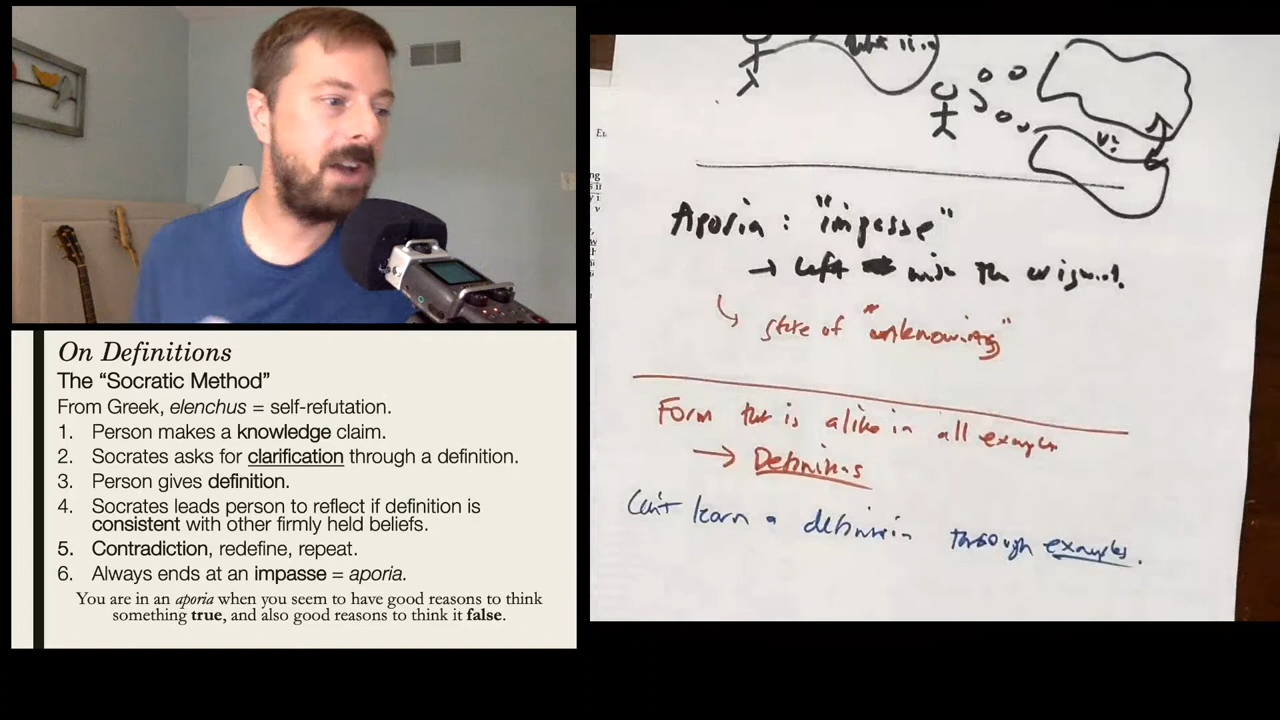 On Definitions
The "Socratic Method"
From Greek, elenchus = self-refutation.
1. Person makes a knowledge claim.
2. Socrates asks for clarification through a definition.
3. Person gives definition.
4. Socrates leads person to reflect if definition is
consistent with other firmly held beliefs.
5. Contradiction, redefine, repeat.
6. Always ends at an impasse = aporia.
You are in an aporia when you seem to have good reasons to think
something true, and also good reasons to think it false.
Aporia : "impasse"
→ left
state of "unknowing"
Form that is alike in all examples
→ Definitions
Can't learn a definition through examples.